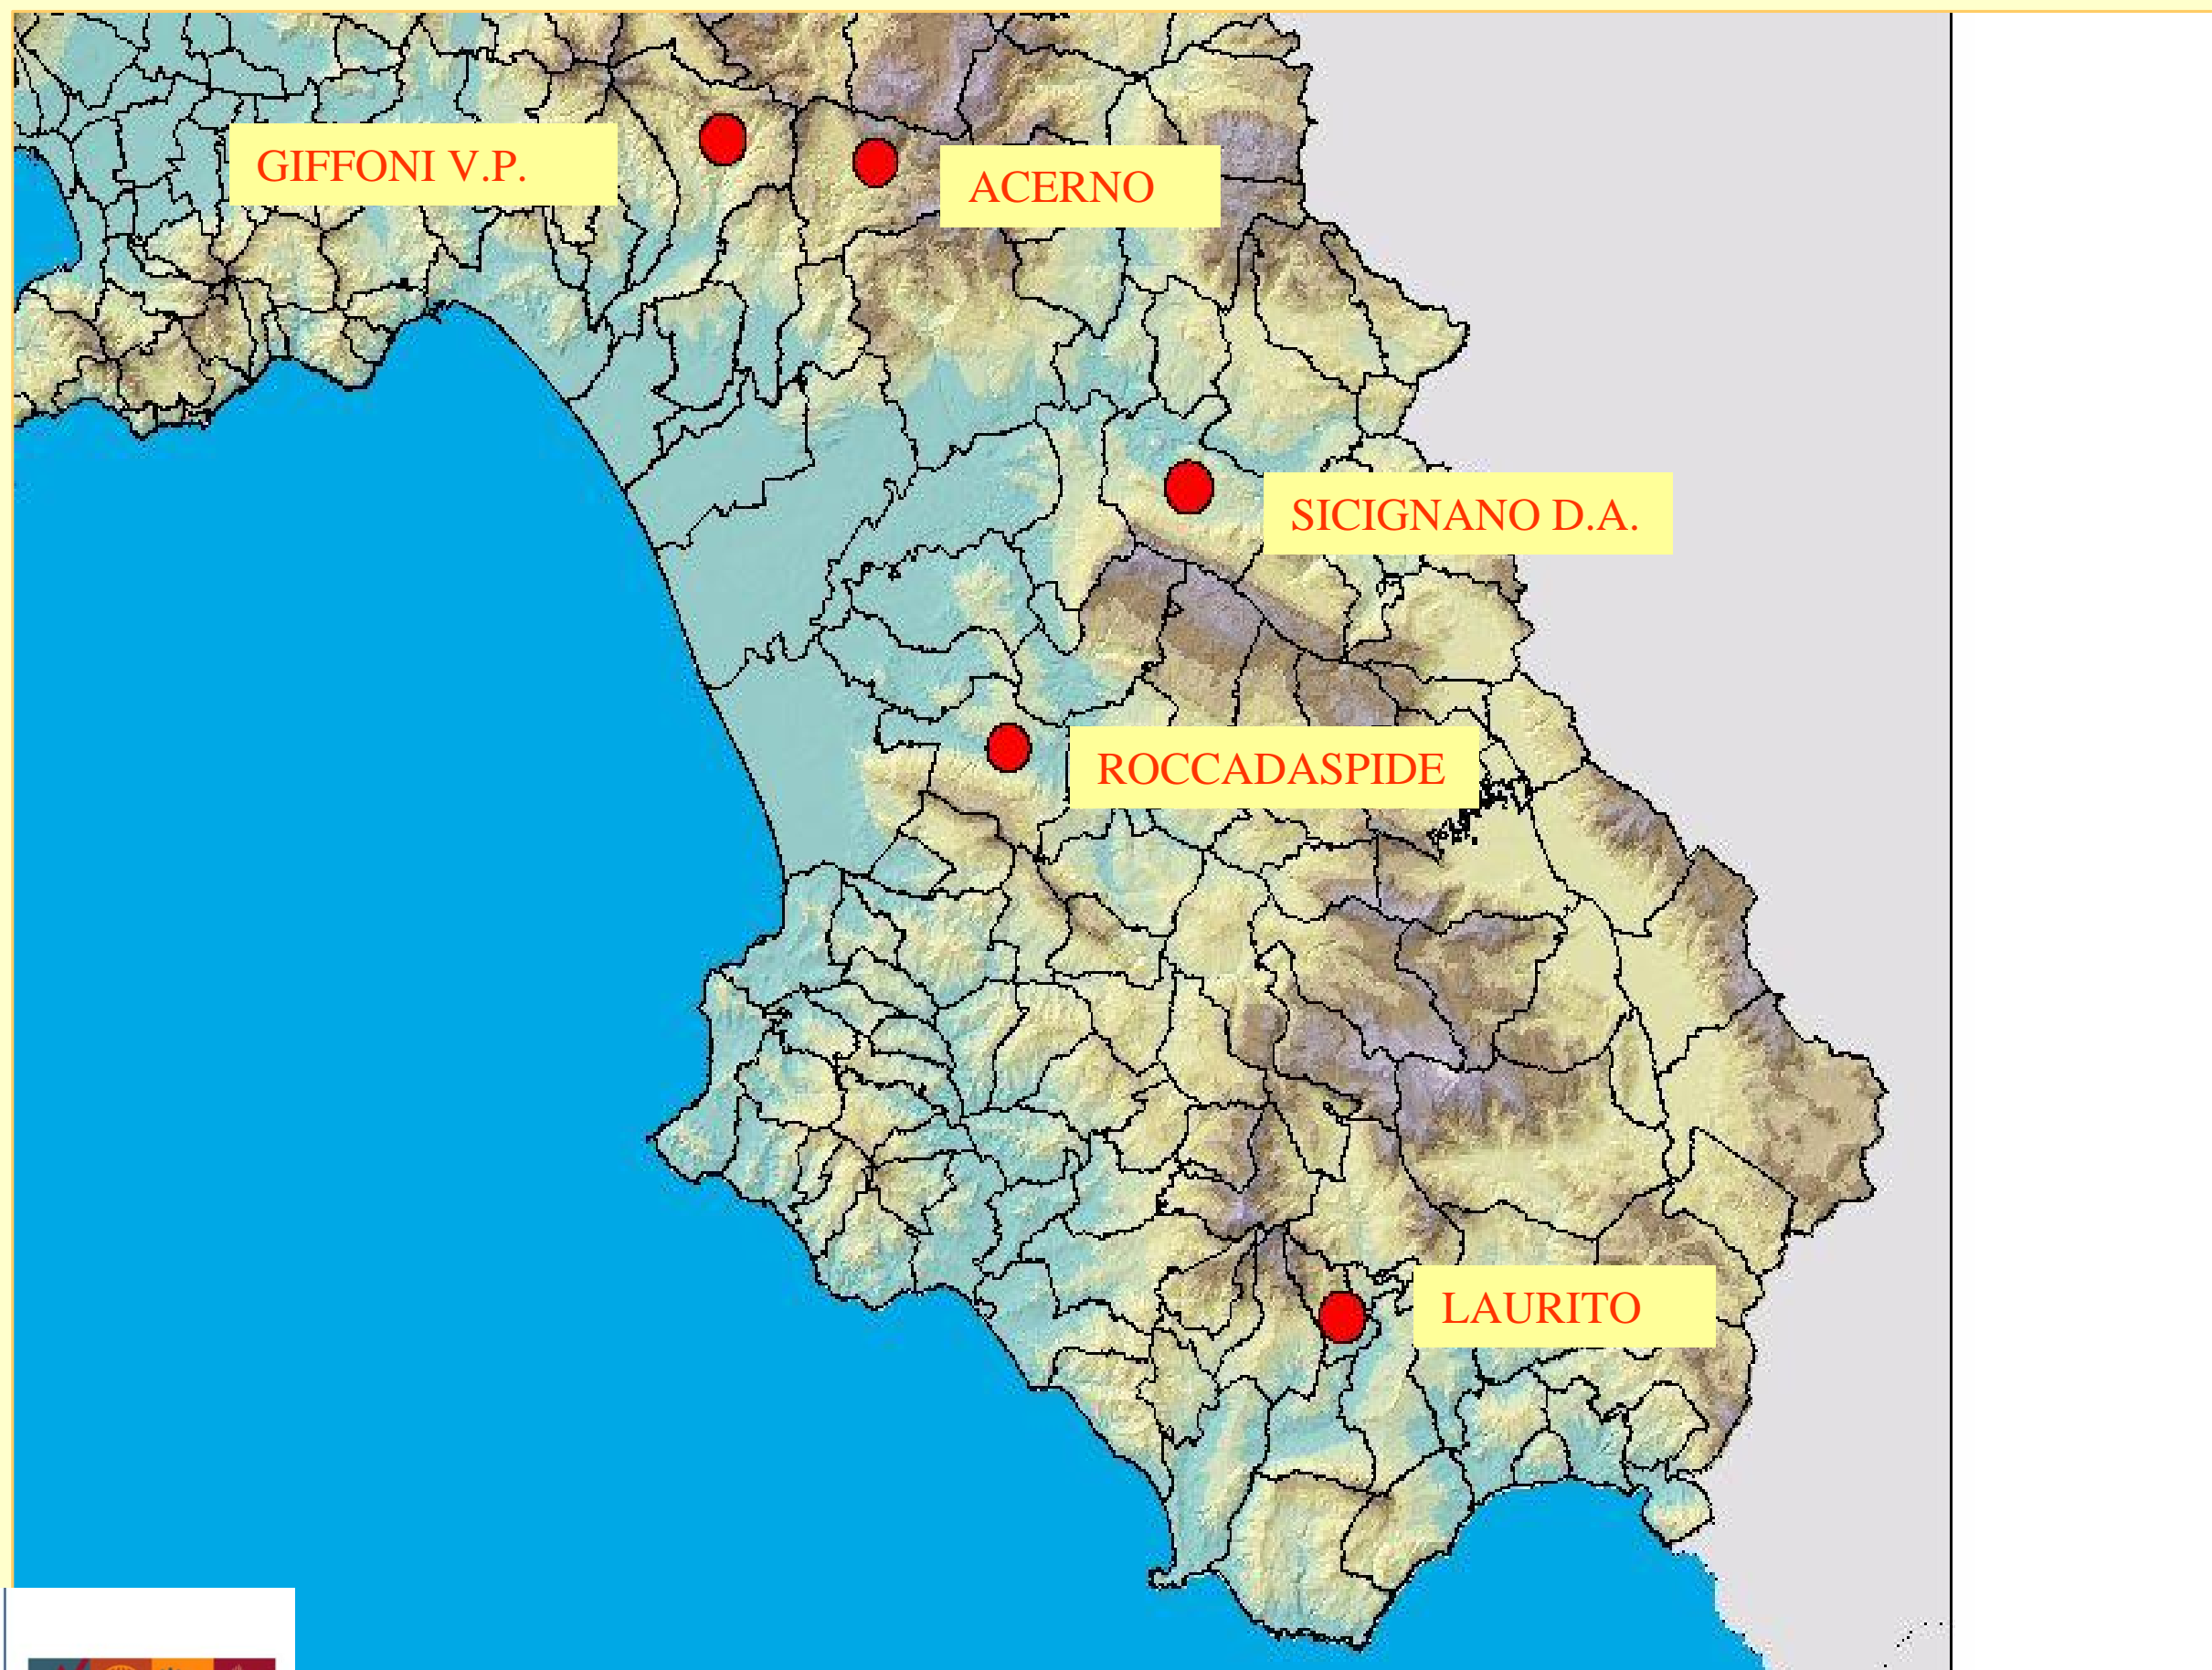 GIFFONI V.P.
ACERNO
SICIGNANO D.A.
ROCCADASPIDE
LAURITO